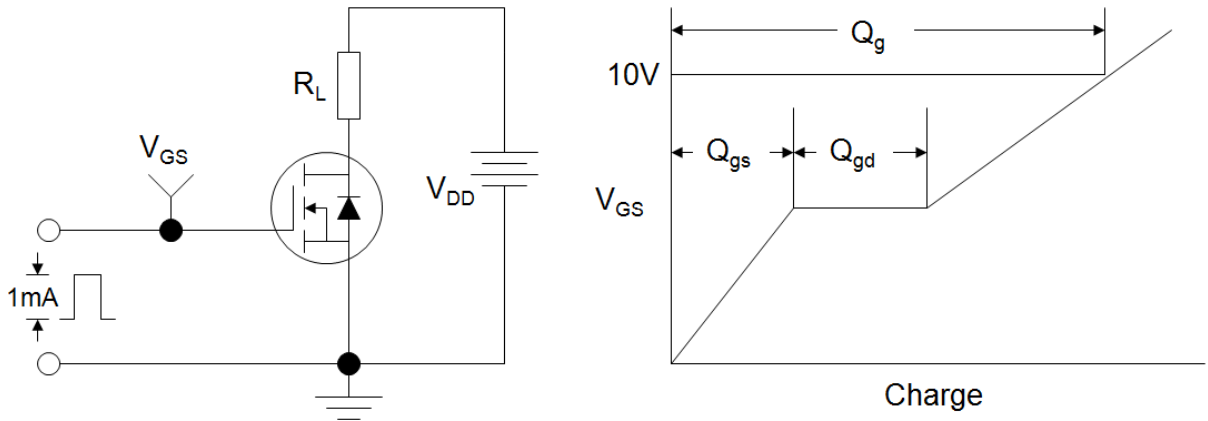 R_L
V_GS
V_DD
1mA
Q_g
10V
Q_gs
Q_gd
V_GS
Charge